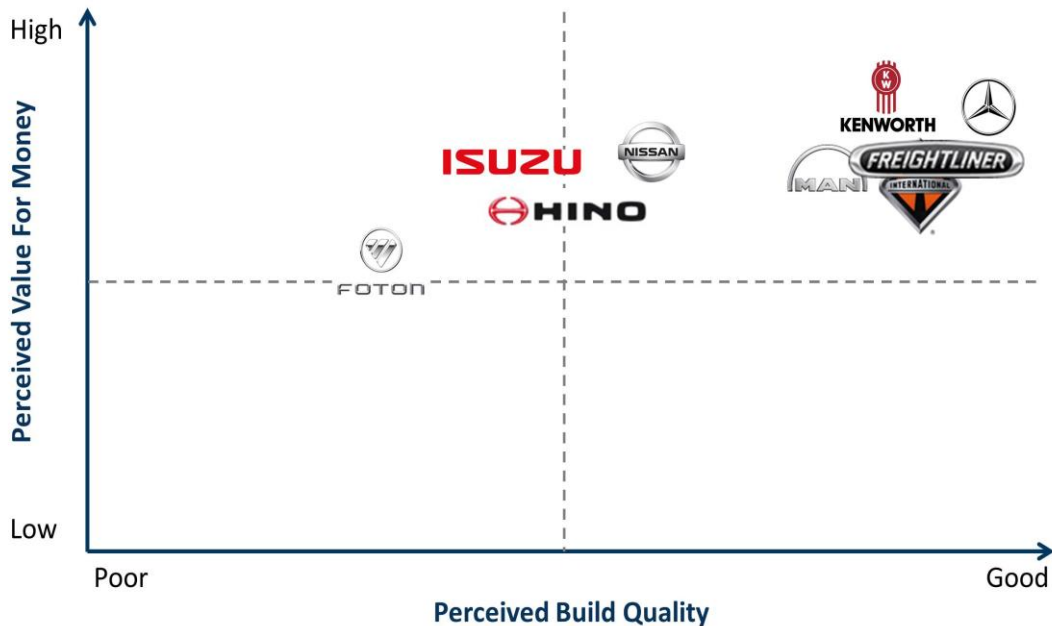 High
Perceived Value For Money
KW
KENWORTH
ISUZU
NISSAN
MAN
FREIGHTLINER
INTERNATIONAL
®
HINO
FOTON
Low
Poor
Good
Perceived Build Quality